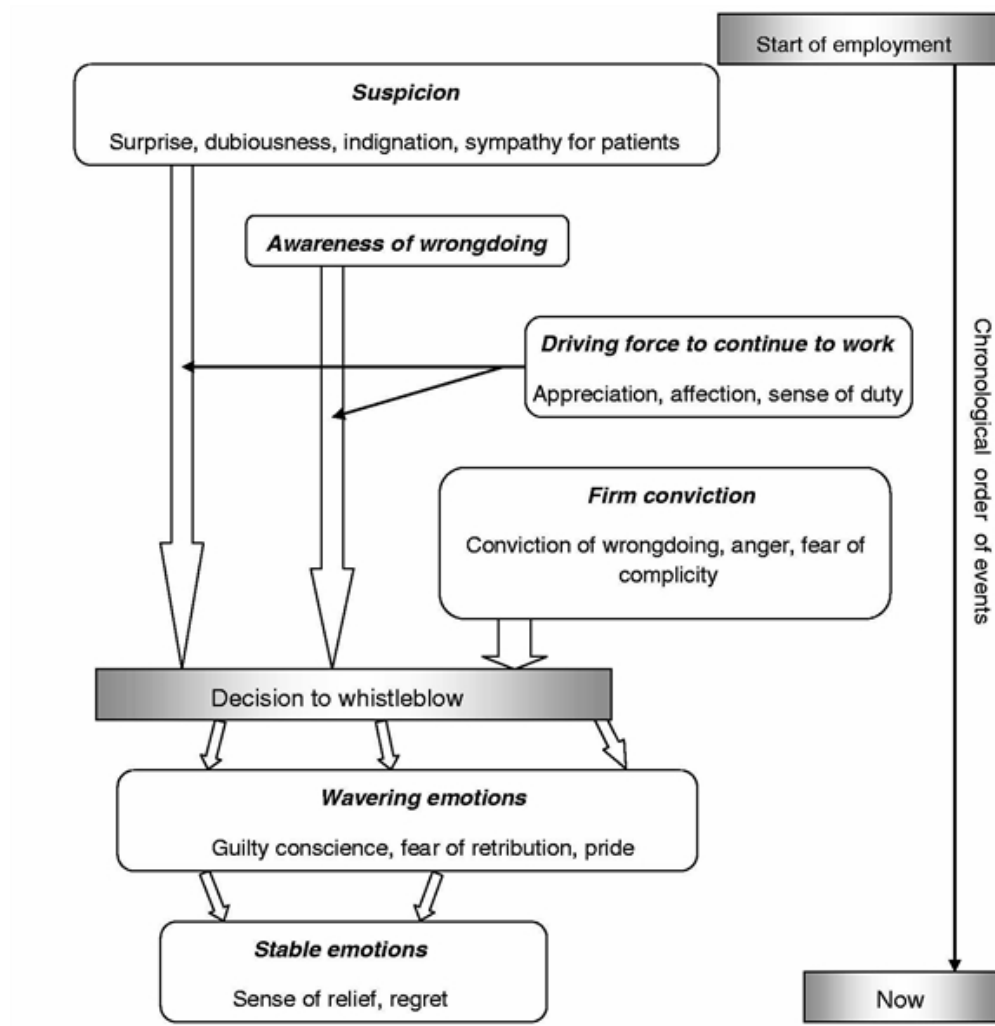 Start of employment
Suspicion
Surprise, dubiousness, indignation, sympathy for patients
Awareness of wrongdoing
Driving force to continue to work
Appreciation, affection, sense of duty
Chronological order of events
Firm conviction
Conviction of wrongdoing, anger, fear of
complicity
Decision to whistleblow
Wavering emotions
Guilty conscience, fear of retribution, pride
Stable emotions
Sense of relief, regret
Now